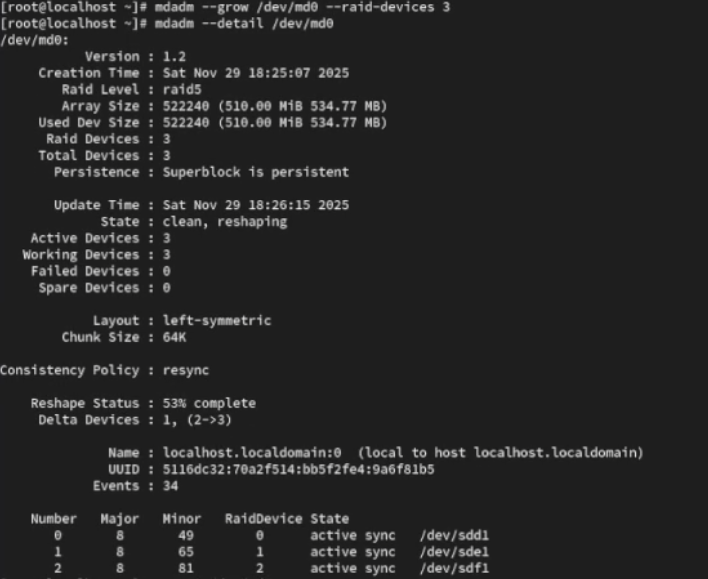 [root@localhost ~]# mdadm --grow /dev/md0 --raid-devices 3
[root@localhost ~]# mdadm --detail /dev/md0
/dev/md0:
Version : 1.2
Creation Time : Sat Nov 29 18:25:07 2025
Raid Level : raid5
Array Size : 522240 (510.00 MiB 534.77 MB)
Used Dev Size : 522240 (510.00 MiB 534.77 MB)
Raid Devices : 3
Total Devices : 3
Persistence : Superblock is persistent
Update Time : Sat Nov 29 18:26:15 2025
State : clean, reshaping
Active Devices : 3
Working Devices : 3
Failed Devices : 0
Spare Devices : 0
Layout : left-symmetric
Chunk Size : 64K
Consistency Policy : resync
Reshape Status : 53% complete
Delta Devices : 1, (2->3)
Name : localhost.localdomain:0 (local to host localhost.localdomain)
UUID : 5116dc32:70a2f514:bb5f2fe4:9a6f81b5
Events : 34
Number Major Minor RaidDevice State
0 8 49 0 active sync /dev/sdd1
1 8 65 1 active sync /dev/sde1
2 8 81 2 active sync /dev/sdf1